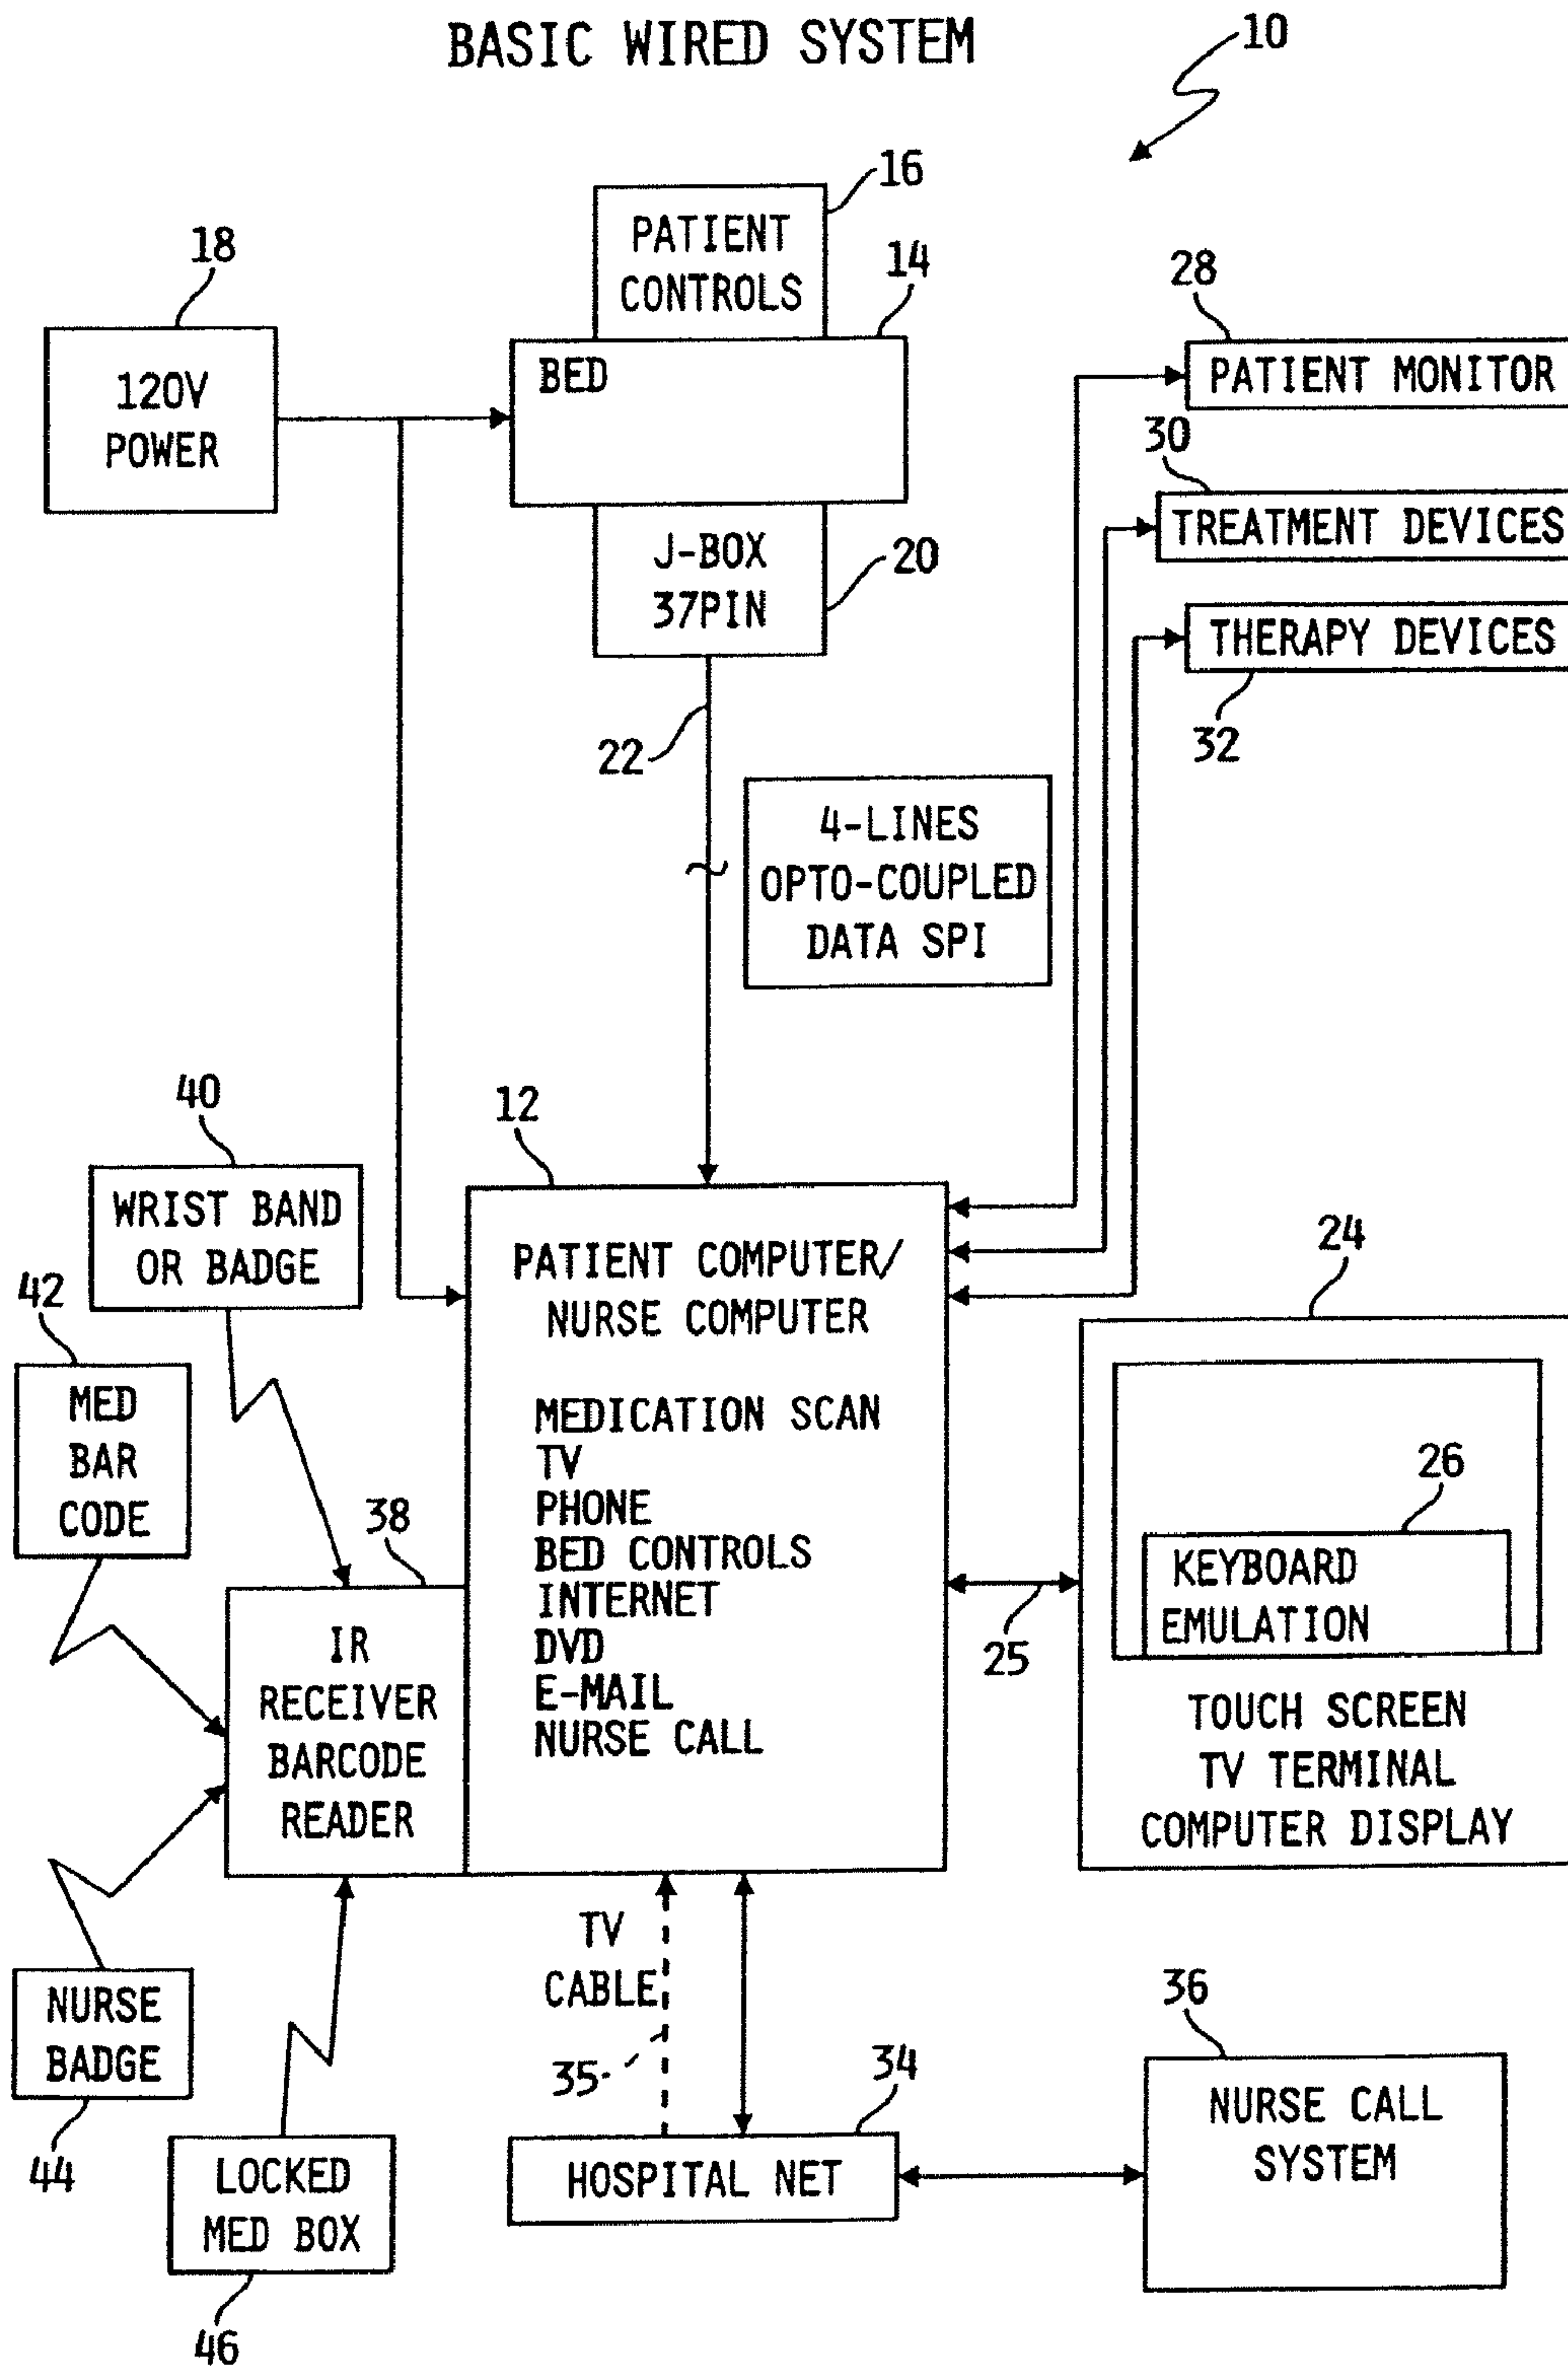 BASIC WIRED SYSTEM
10
16
PATIENT
CONTROLS
18
14
28
120V
POWER
BED
PATIENT MONITOR
30
TREATMENT DEVICES
J-BOX
37PIN
20
THERAPY DEVICES
32
22
4-LINES
OPTO-COUPLED
DATA SPI
40
12
WRIST BAND
OR BADGE
PATIENT COMPUTER/
NURSE COMPUTER
24
42
MED
BAR
CODE
MEDICATION SCAN
TV
PHONE
BED CONTROLS
INTERNET
DVD
E-MAIL
NURSE CALL
26
KEYBOARD
EMULATION
38
25
IR
RECEIVER
BARCODE
READER
TOUCH SCREEN
TV TERMINAL
COMPUTER DISPLAY
TV
CABLE
35
NURSE
BADGE
44
34
36
LOCKED
MED BOX
46
HOSPITAL NET
NURSE CALL
SYSTEM